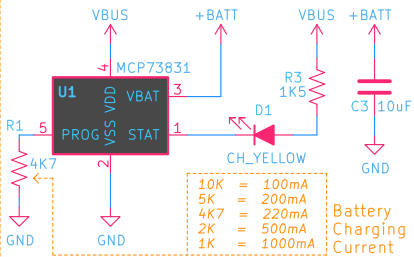 VBUS
+BATT
VBUS
+BATT
4
MCP73831
U1
VDD
VBAT
3
R3
1K5
C3
10uF
D1
R1
5
PROG
VSS
STAT
1
4K7
2
CH_YELLOW
GND
GND
GND
10K = 100mA
5K = 200mA
4K7 = 220mA
2K = 500mA
1K = 1000mA
Battery
Charging
Current